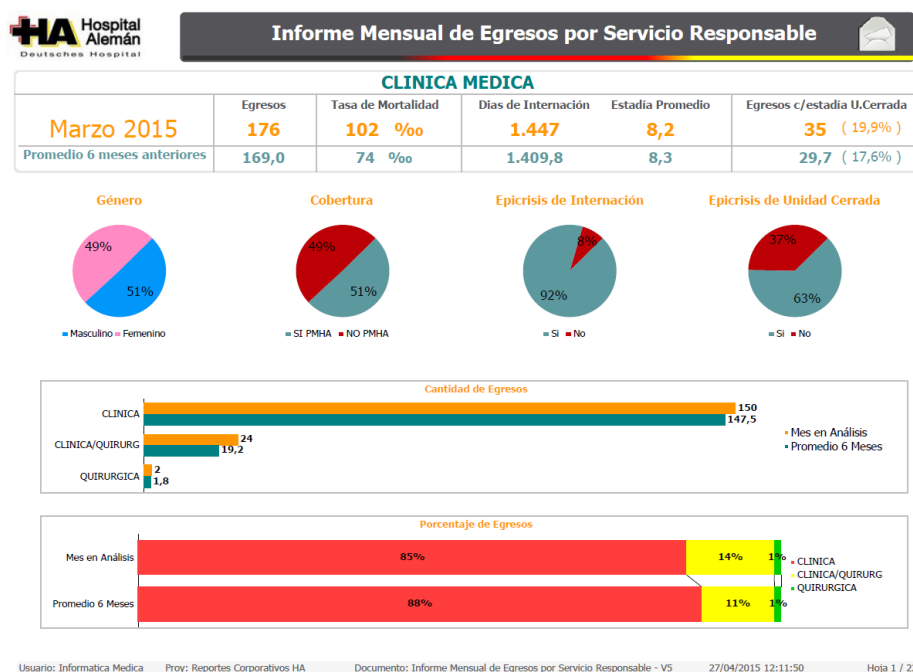 HA Hospital Alemán
Deutsches Hospital
Informe Mensual de Egresos por Servicio Responsable
CLINICA MEDICA
Egresos Tasa de Mortalidad Dias de Internación Estadía Promedio Egresos c/estadía U.Cerrada
Marzo 2015 176 102 ‰ 1.447 8,2 35 ( 19,9% )
Promedio 6 meses anteriores 169,0 74 ‰ 1.409,8 8,3 29,7 ( 17,6% )
Género Cobertura Epicrisis de Internación Epicrisis de Unidad Cerrada
49% 51%
49% 51%
8% 92%
37% 63%
Masculino Femenino
SI PMHA NO PMHA
Si No
Si No
Cantidad de Egresos
CLINICA 150
147,5
CLINICA/QUIRURG 24
19,2
QUIRURGICA 2
1,8
Mes en Análisis
Promedio 6 Meses
Porcentaje de Egresos
Mes en Análisis 85% 14% 1%
Promedio 6 Meses 88% 11% 1%
CLINICA
CLINICA/QUIRURG
QUIRURGICA
Usuario: Informatica Medica Proy: Reportes Corporativos HA Documento: Informe Mensual de Egresos por Servicio Responsable - V5 27/04/2015 12:11:50 Hoja 1 /